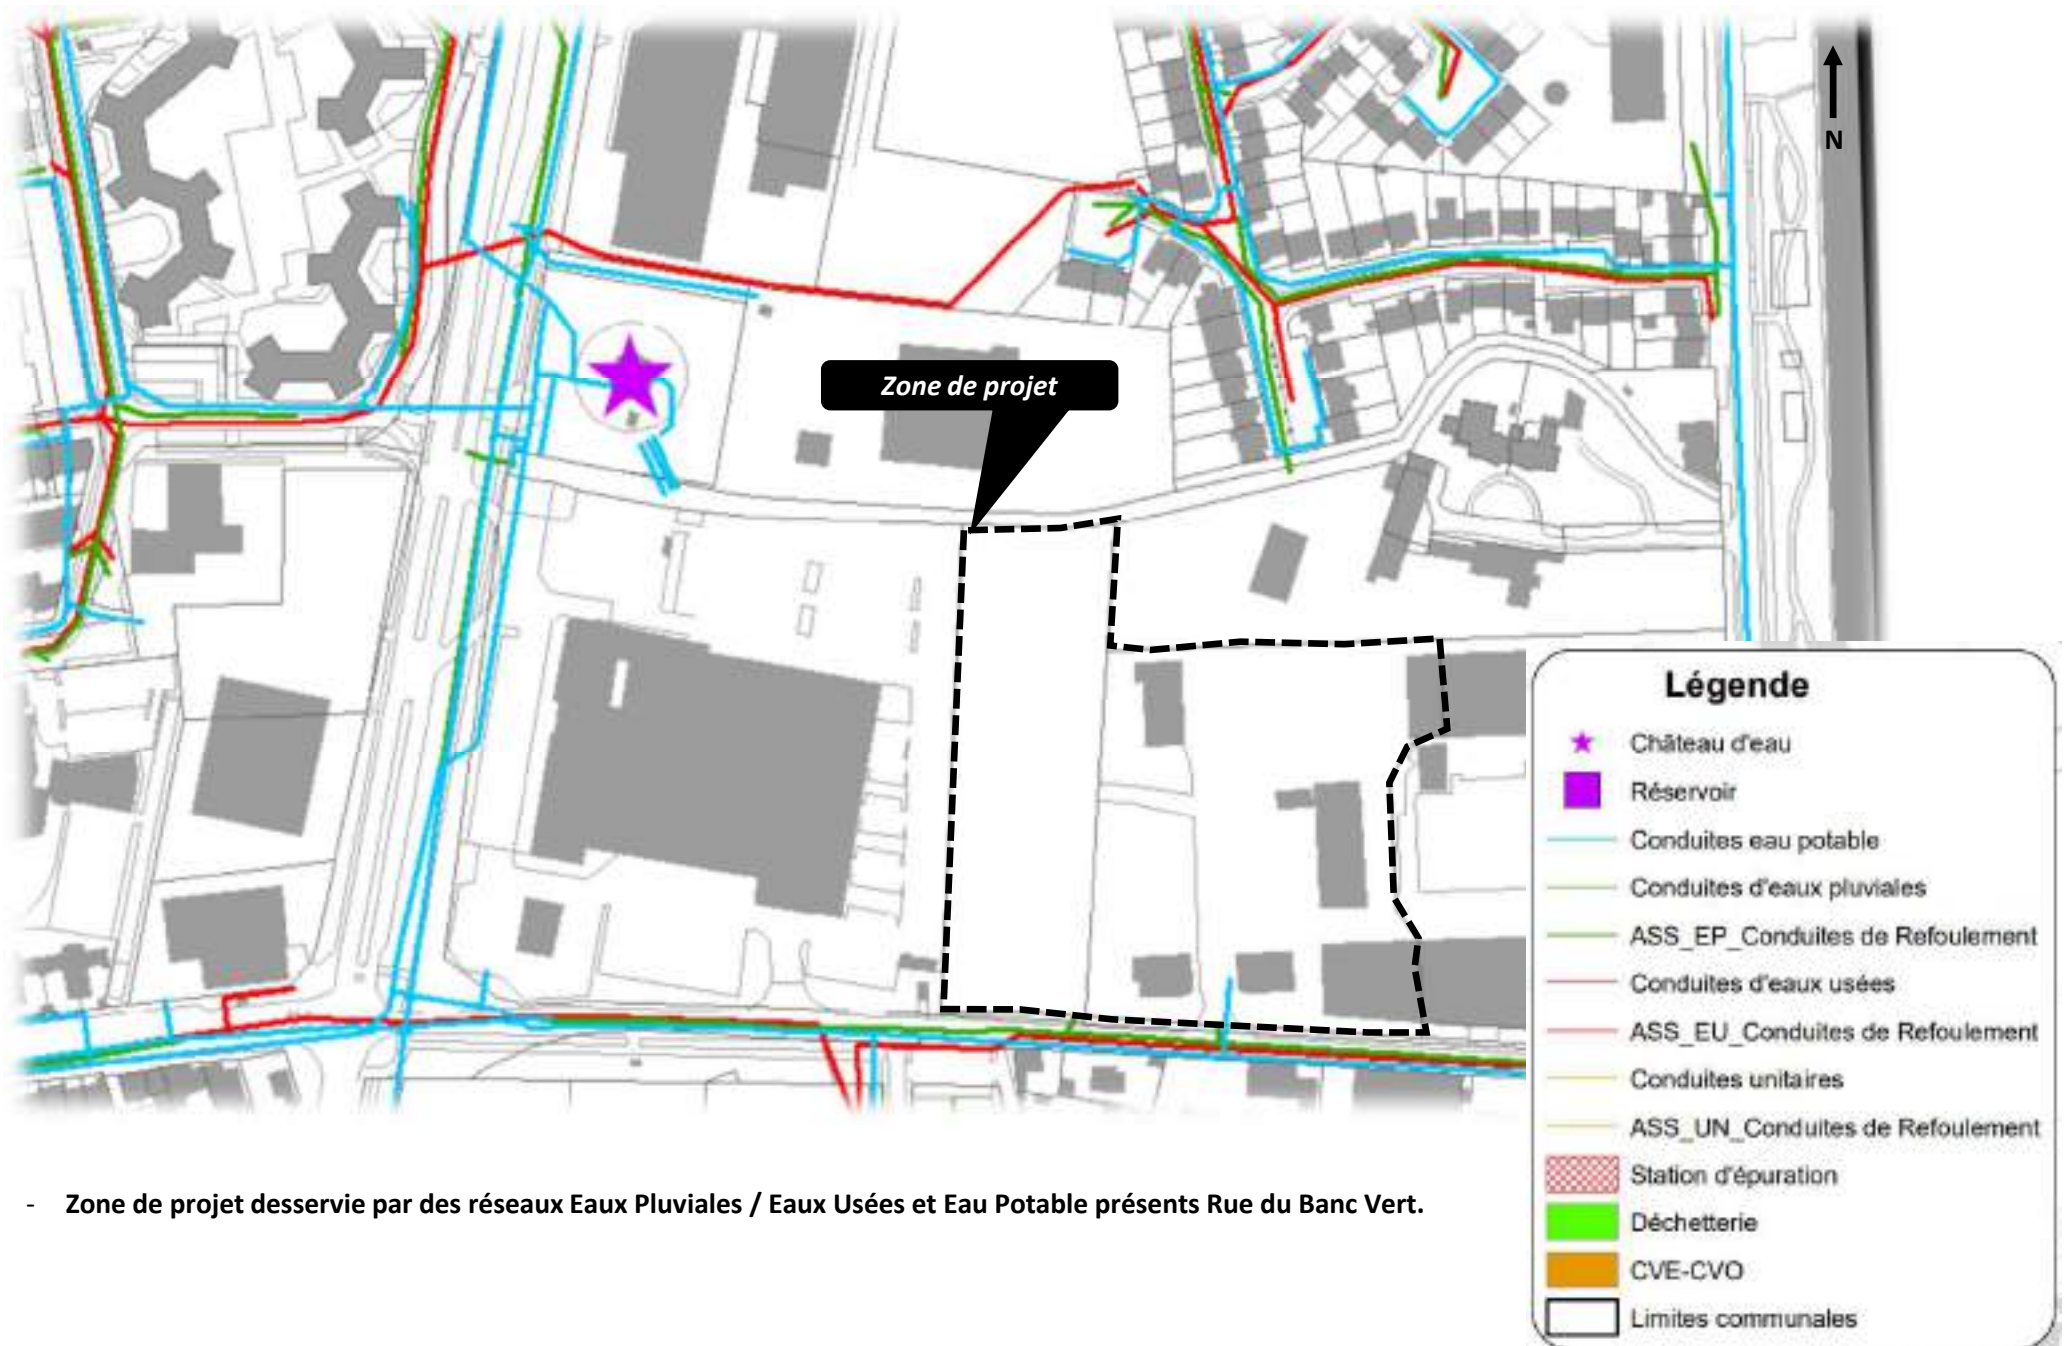 N
Zone de projet
Légende
Château d'eau
Réservoir
Conduites eau potable
Conduites d'eaux pluviales
ASS_EP_Conduites de Refoulement
Conduites d'eaux usées
ASS_EU_Conduites de Refoulement
Conduites unitaires
ASS_UN_Conduites de Refoulement
Station d'épuration
Déchetterie
CVE-CVO
Limites communales
- Zone de projet desservie par des réseaux Eaux Pluviales / Eaux Usées et Eau Potable présents Rue du Banc Vert.